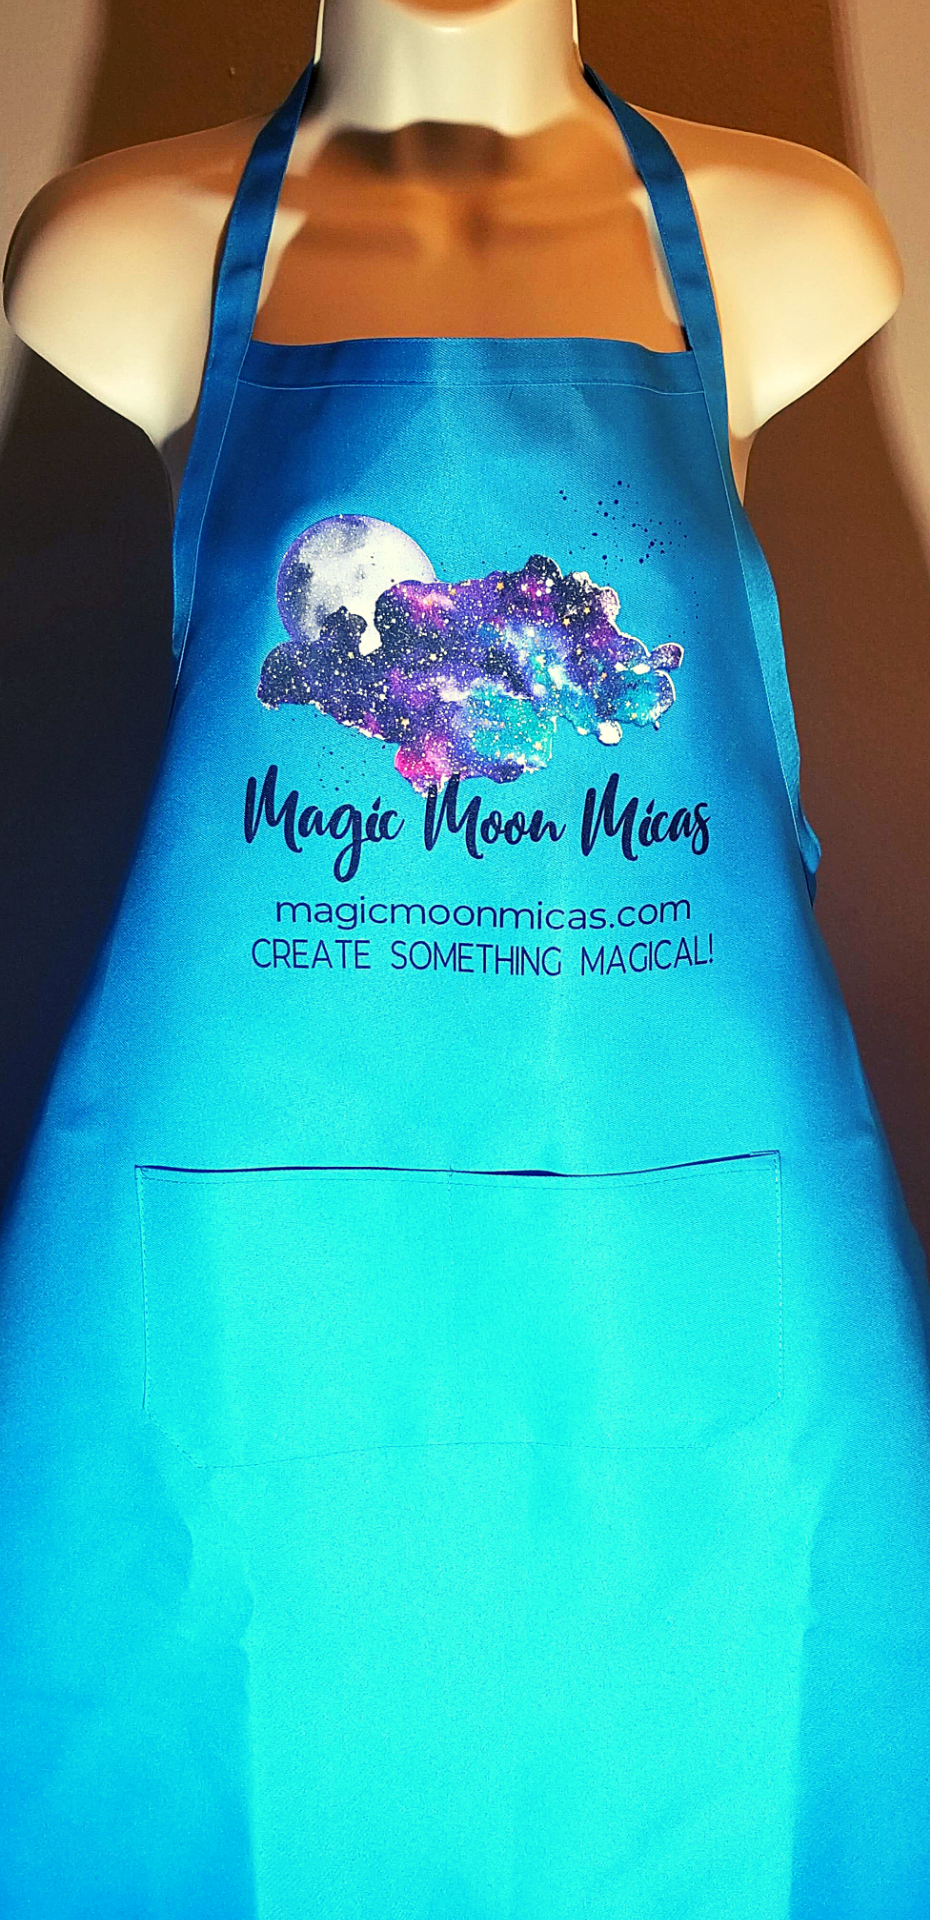 Magic Moon Micas
magicmoonmicas.com
CREATE SOMETHING MAGICAL!